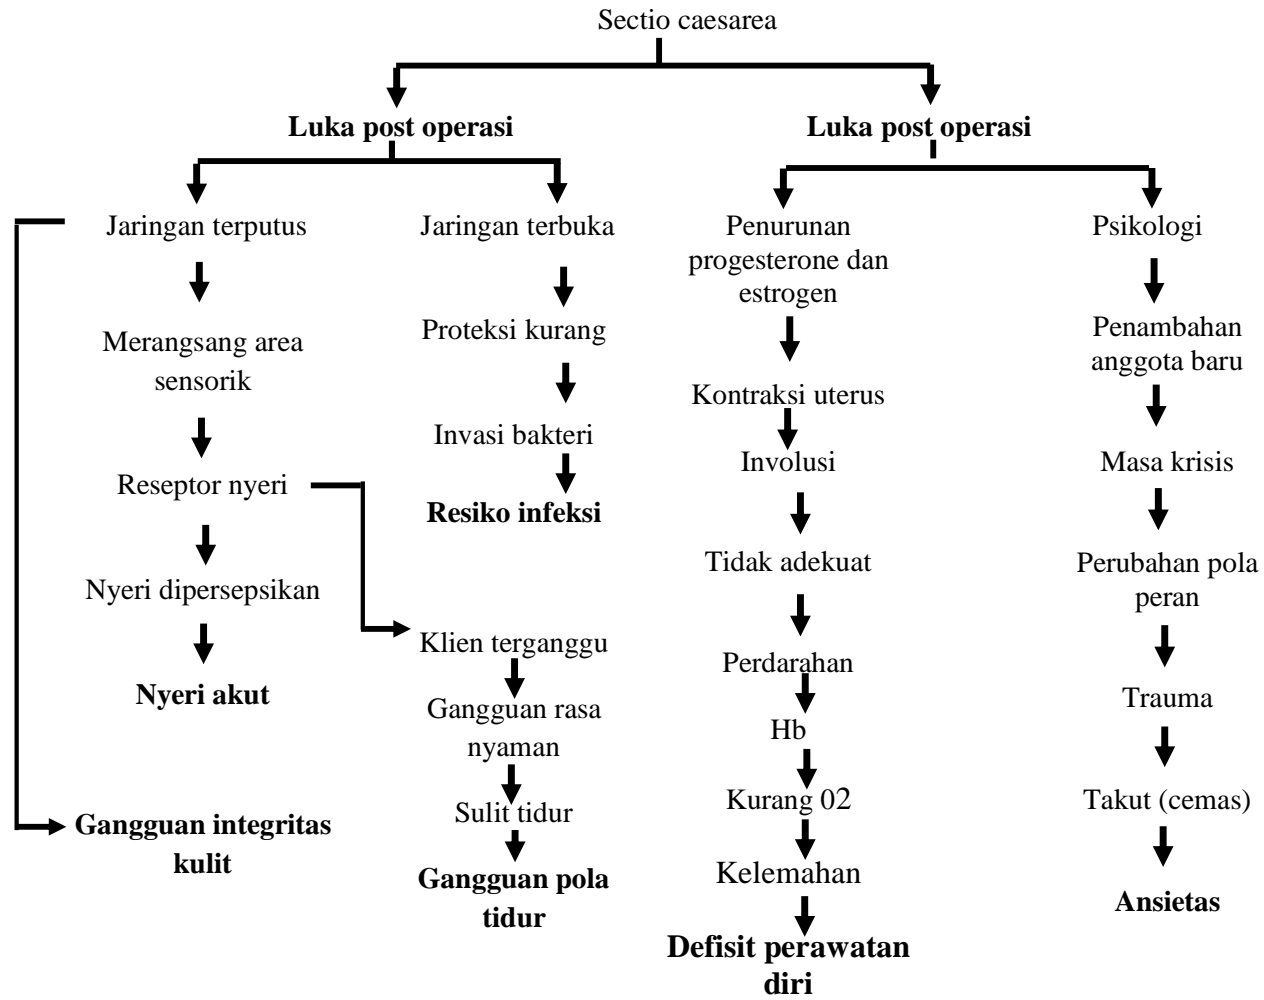 Sectio caesarea
Luka post operasi
Luka post operasi
Jaringan terputus
Merangsang area
sensorik
Reseptor nyeri
Nyeri dipersepsikan
Nyeri akut
Gangguan integritas
kulit
Jaringan terbuka
Proteksi kurang
Invasi bakteri
Resiko infeksi
Klien terganggu
Gangguan rasa
nyaman
Sulit tidur
Gangguan pola
tidur
Penurunan
progesterone dan
estrogen
Kontraksi uterus
Involusi
Tidak adekuat
Perdarahan
Hb
Kurang 02
Kelemahan
Defisit perawatan
diri
Psikologi
Penambahan
anggota baru
Masa krisis
Perubahan pola
peran
Trauma
Takut (cemas)
Ansietas